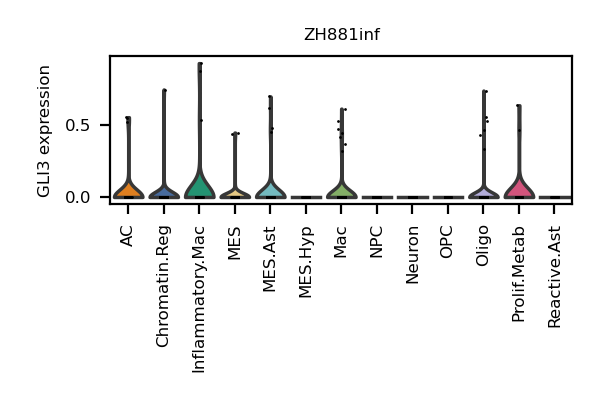 ZH881inf
GLI3 expression
0.5
0.0
AC
Chromatin.Reg
Inflammatory.Mac
MES
MES.Ast
MES.Hyp
Mac
NPC
Neuron
OPC
Oligo
Prolif.Metab
Reactive.Ast